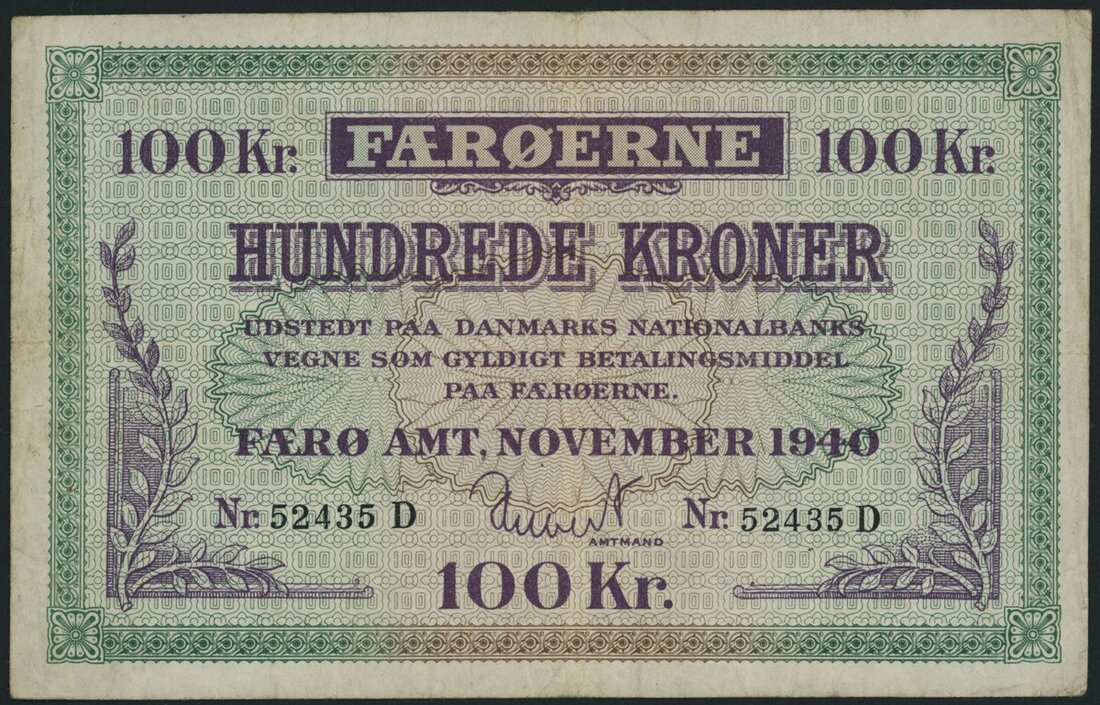 100 Kr. FÆRØERNE 100 Kr.
HUNDREDE KRONER
UDSTEDT PAA DANMARKS NATIONALBANKS
VEGNE SOM GYLDIGT BETALINGSMIDDEL
PAA FÆRØERNE.
FÆRØ AMT, NOVEMBER 1940
Nr. 52435 D Nr. 52435 D
AMTMAND
100 Kr.